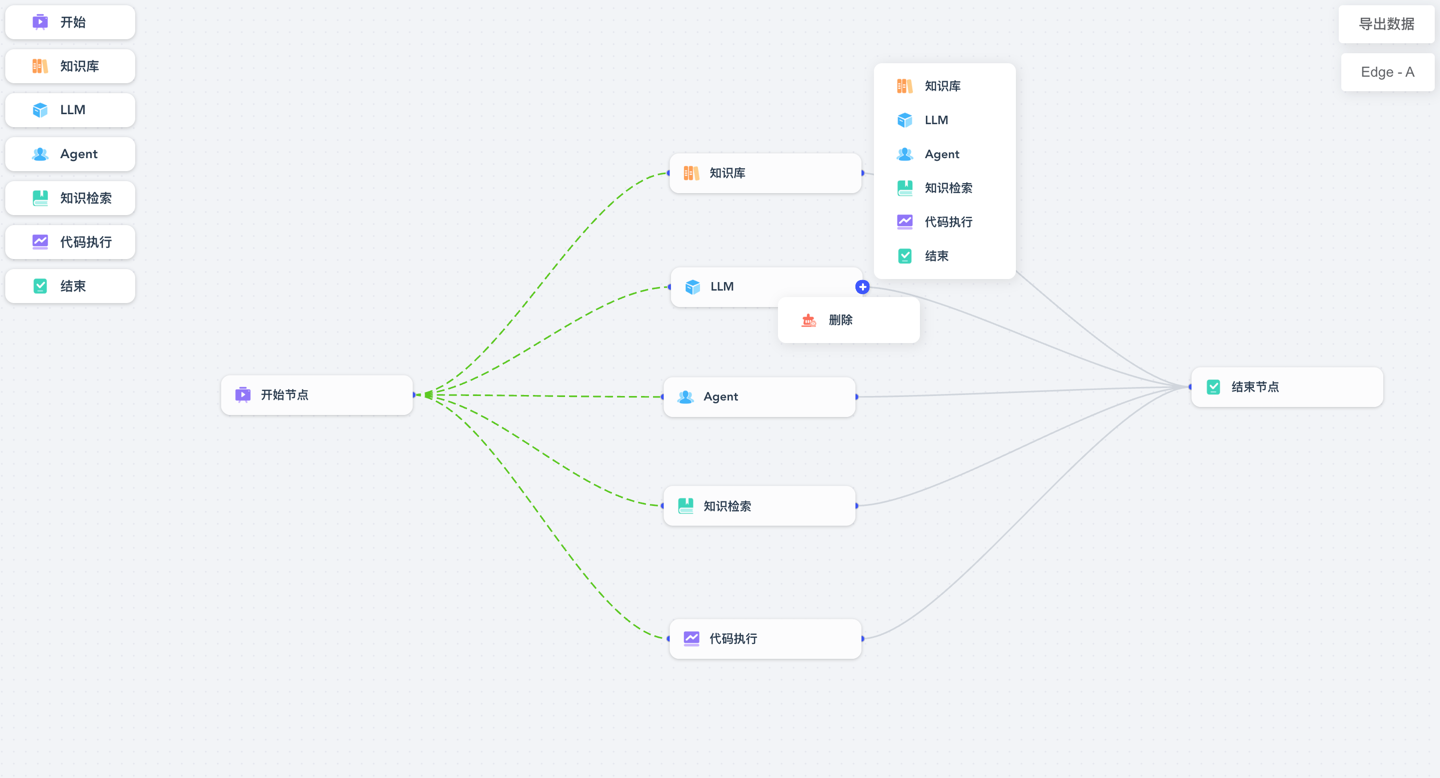 开始
知识库
LLM
Agent
知识检索
代码执行
结束
导出数据
Edge - A
知识库
LLM
Agent
知识检索
代码执行
结束
知识库
LLM
删除
开始节点
Agent
结束节点
知识检索
代码执行